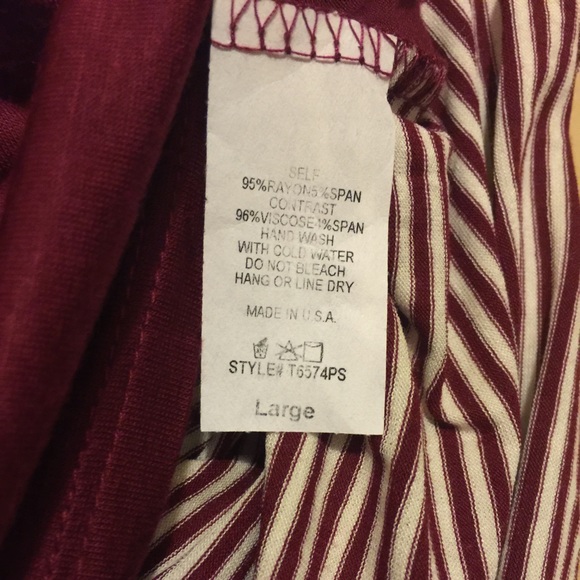 SELF
95%RAYON5%SPAN
CONTRAST
96%VISCOSE4%SPAN
HAND WASH
WITH COLD WATER
DO NOT BLEACH
HANG OR LINE DRY
MADE IN U.S.A.
STYLE# T6574PS
Large